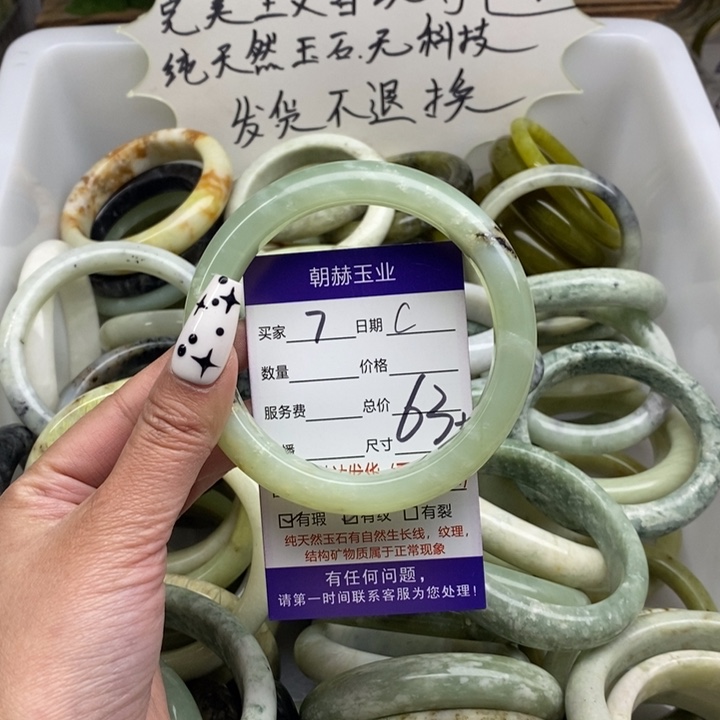 纯天然玉石.无科技
发货不退换
朝赫玉业
买家 7 日期 C
数量 价格
服务费 总价
尺寸 63+
☑有瑕 ☑有纹 ☐有裂
纯天然玉石有自然生长线，纹理，
结构矿物质属于正常现象
有任何问题，
请第一时间联系客服为您处理！